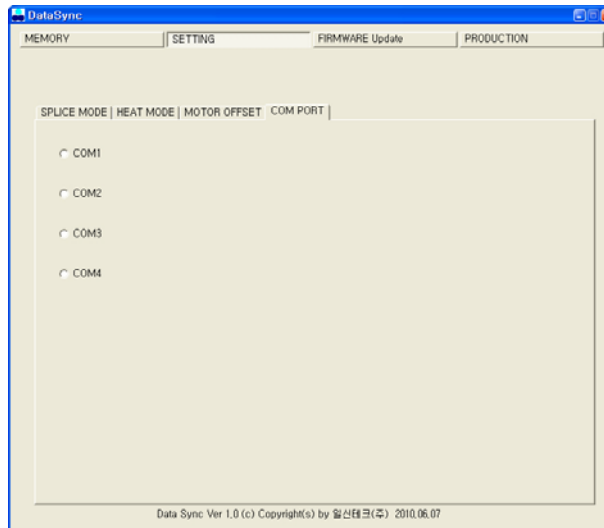 DataSync
MEMORY SETTING FIRMWARE Update PRODUCTION
SPLICE MODE HEAT MODE MOTOR OFFSET COM PORT
COM1
COM2
COM3
COM4
Data Sync Ver 1.0 (c) Copyright(s) by 일신테크(주) 2010.06.07